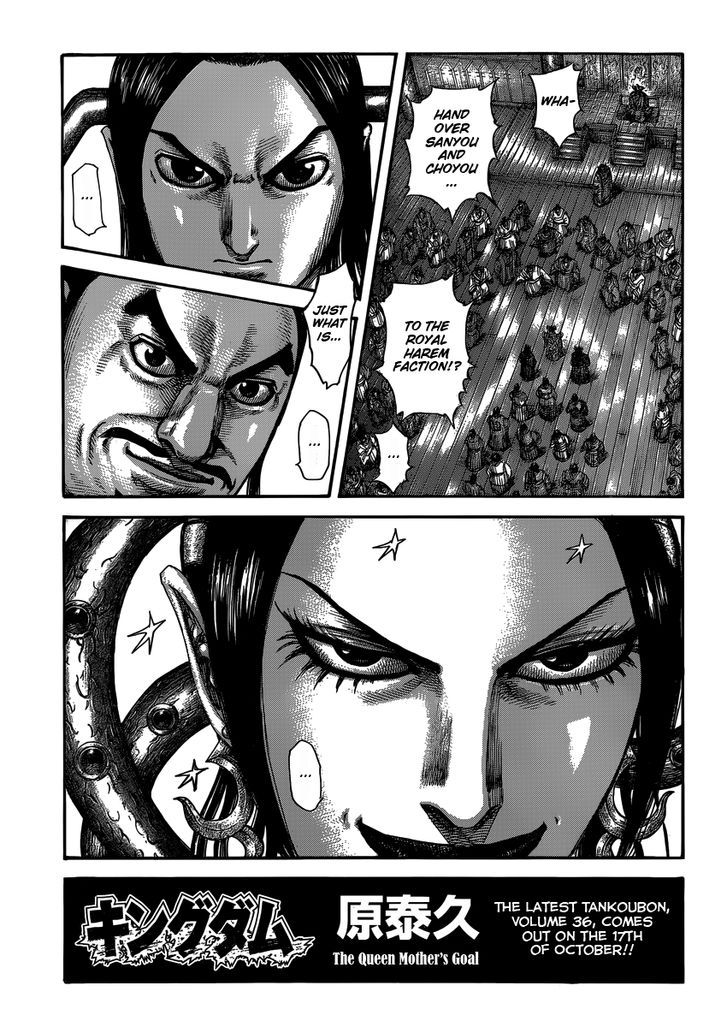 WHA-
HAND
OVER
SANYOU
AND
CHOYOU
...
TO THE
ROYAL
HAREM
FACTION!?
...
...
JUST
WHAT
IS...
...
...
キングダム
原泰久
The Queen Mother's Goal
THE LATEST TANKOUBON,
VOLUME 36, COMES
OUT ON THE 17TH
OF OCTOBER!!